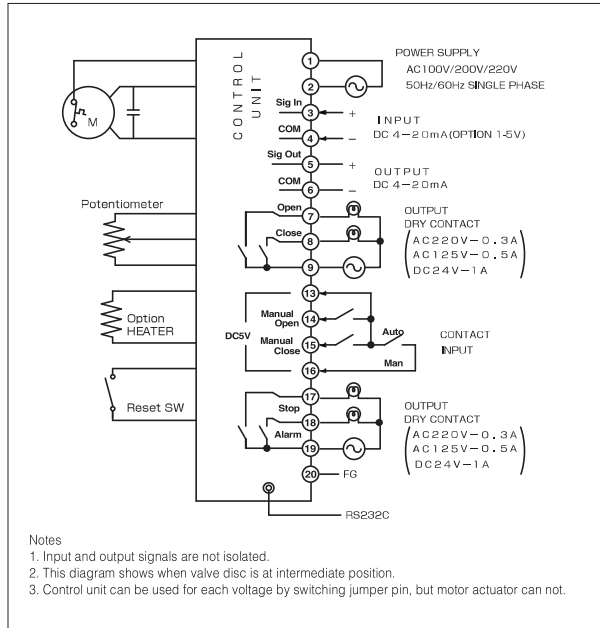 CONTROL
UNIT
1
POWER SUPPLY
AC100V/200V/220V
50Hz/60Hz SINGLE PHASE
2
M
Sig In
3
+
INPUT
DC 4-20mA(OPTION 1-5V)
COM
4
−
Sig Out
5
+
OUTPUT
DC 4-20mA
COM
6
−
Potentiometer
Open
7
Close
8
9
OUTPUT
DRY CONTACT
AC220V-0.3A
AC125V-0.5A
DC24V-1A
Option
HEATER
13
Manual
Open
14
DC5V
Manual
Close
15
Auto
Man
16
CONTACT
INPUT
Reset SW
17
Stop
18
Alarm
19
OUTPUT
DRY CONTACT
AC220V-0.3A
AC125V-0.5A
DC24V-1A
20
FG
RS232C
Notes
1. Input and output signals are not isolated.
2. This diagram shows when valve disc is at intermediate position.
3. Control unit can be used for each voltage by switching jumper pin, but motor actuator can not.